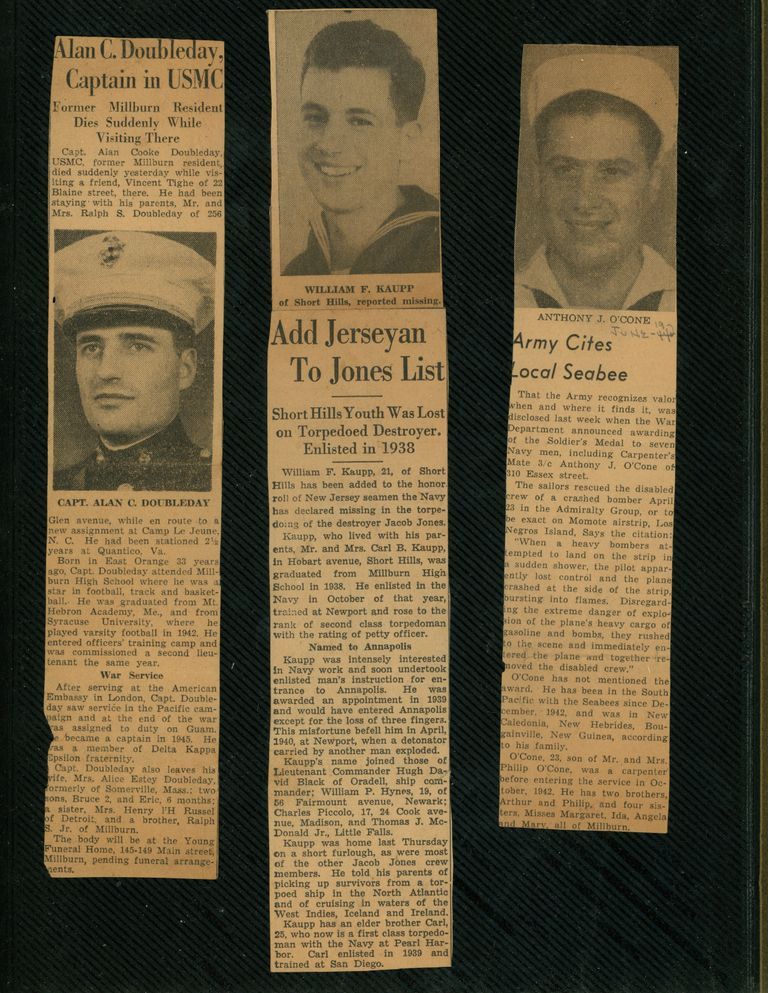 Alan C. Doubleday,
Captain in USMC
Former Millburn Resident
Dies Suddenly While
Visiting There
Capt. Alan Cooke Doubleday,
USMC, former Millburn resident,
died suddenly yesterday while vis-
iting a friend, Vincent Tighe of 22
Blaine street, there. He had been
staying with his parents, Mr. and
Mrs. Ralph S. Doubleday of 256
CAPT. ALAN C. DOUBLEDAY
Glen avenue, while en route to a
new assignment at Camp Le Jeune,
N. C. He had been stationed 2½
years at Quantico, Va.
Born in East Orange 33 years
ago, Capt. Doubleday attended Mill-
burn High School where he was a
star in football, track and basket-
ball. He was graduated from Mt.
Hebron Academy, Me., and from
Syracuse University, where he
played varsity football in 1942. He
entered officers' training camp and
was commissioned a second lieu-
tenant the same year.
War Service
After serving at the American
Embassy in London, Capt. Double-
day saw service in the Pacific cam-
paign and at the end of the war
was assigned to duty on Guam.
He became a captain in 1945. He
was a member of Delta Kappa
Epsilon fraternity.
Capt. Doubleday also leaves his
wife, Mrs. Alice Estey Doubleday,
formerly of Somerville, Mass.; two
sons, Bruce 2, and Eric, 6 months;
a sister, Mrs. Henry I'H Russel
of Detroit, and a brother, Ralph
S. Jr. of Millburn.
The body will be at the Young
Funeral Home, 145-149 Main street,
Millburn, pending funeral arrange-
ments.
WILLIAM F. KAUPP
of Short Hills, reported missing.
Add Jerseyan
To Jones List
Short Hills Youth Was Lost
on Torpedoed Destroyer.
Enlisted in 1938
William F. Kaupp, 21, of Short
Hills has been added to the honor
roll of New Jersey seamen the Navy
has declared missing in the torpe-
doing of the destroyer Jacob Jones.
Kaupp, who lived with his par-
ents, Mr. and Mrs. Carl B. Kaupp,
in Hobart avenue, Short Hills, was
graduated from Millburn High
School in 1938. He enlisted in the
Navy in October of that year,
trained at Newport and rose to the
rank of second class torpedoman
with the rating of petty officer.
Named to Annapolis
Kaupp was intensely interested
in Navy work and soon undertook
enlisted man's instruction for en-
trance to Annapolis. He was
awarded an appointment in 1939
and would have entered Annapolis
except for the loss of three fingers.
This misfortune befell him in April,
1940, at Newport, when a detonator
carried by another man exploded.
Kaupp's name joined those of
Lieutenant Commander Hugh Da-
vid Black of Oradell, ship com-
mander; William P. Hynes, 19, of
56 Fairmount avenue, Newark;
Charles Piccolo, 17, 24 Cook ave-
nue, Madison, and Thomas J. Mc-
Donald Jr., Little Falls.
Kaupp was home last Thursday
on a short furlough, as were most
of the other Jacob Jones crew
members. He told his parents of
picking up survivors from a tor-
poed ship in the North Atlantic
and of cruising in waters of the
West Indies, Iceland and Ireland.
Kaupp has an elder brother Carl,
25, who now is a first class torpedo-
man with the Navy at Pearl Har-
bor. Carl enlisted in 1939 and
trained at San Diego.
ANTHONY J. O'CONE
JUNE-
Army Cites
Local Seabee
That the Army recognizes valor
when and where it finds it, was
disclosed last week when the War
Department announced awarding
of the Soldier's Medal to seven
Navy men, including Carpenter's
Mate 3/c Anthony J. O'Cone of
310 Essex street.
The sailors rescued the disabled
crew of a crashed bomber April
23 in the Admiralty Group, or to
be exact on Momote airstrip, Los
Negros Island, Says the citation:
"When a heavy bombers at-
tempted to land on the strip in
a sudden shower, the pilot appar-
ently lost control and the plane
crashed at the side of the strip,
bursting into flames. Disregard-
ing the extreme danger of explo-
sion of the plane's heavy cargo of
gasoline and bombs, they rushed
to the scene and immediately en-
tered the plane and together re-
moved the disabled crew."
O'Cone has not mentioned the
award. He has been in the South
Pacific with the Seabees since De-
cember, 1942, and was in New
Caledonia, New Hebrides, Bou-
gainville, New Guinea, according
to his family.
O'Cone, 23, son of Mr. and Mrs.
Philip O'Cone, was a carpenter
before entering the service in Oc-
tober, 1942. He has two brothers,
Arthur and Philip, and four sis-
ters, Misses Margaret, Ida, Angela
and Mary, all of Millburn.